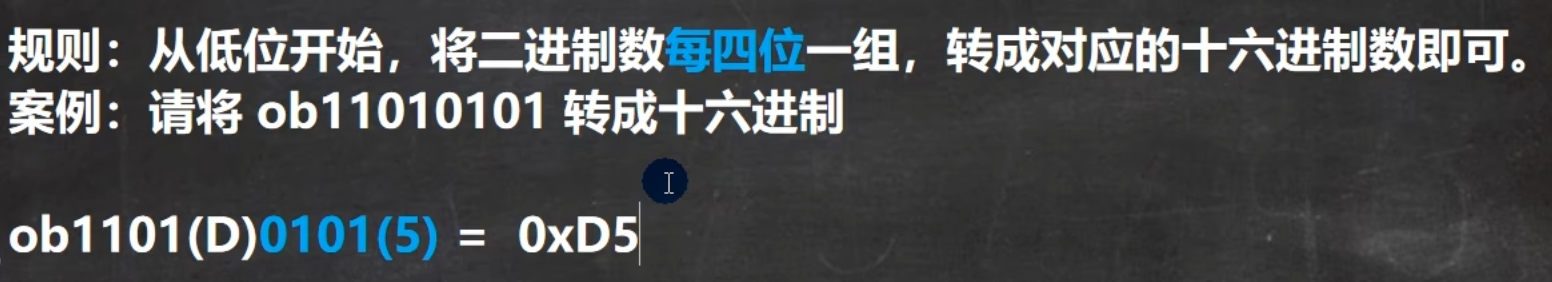 规则：从低位开始，将二进制数每四位一组，转成对应的十六进制数即可。
案例：请将 ob11010101 转成十六进制
ob1101(D)0101(5) = 0xD5